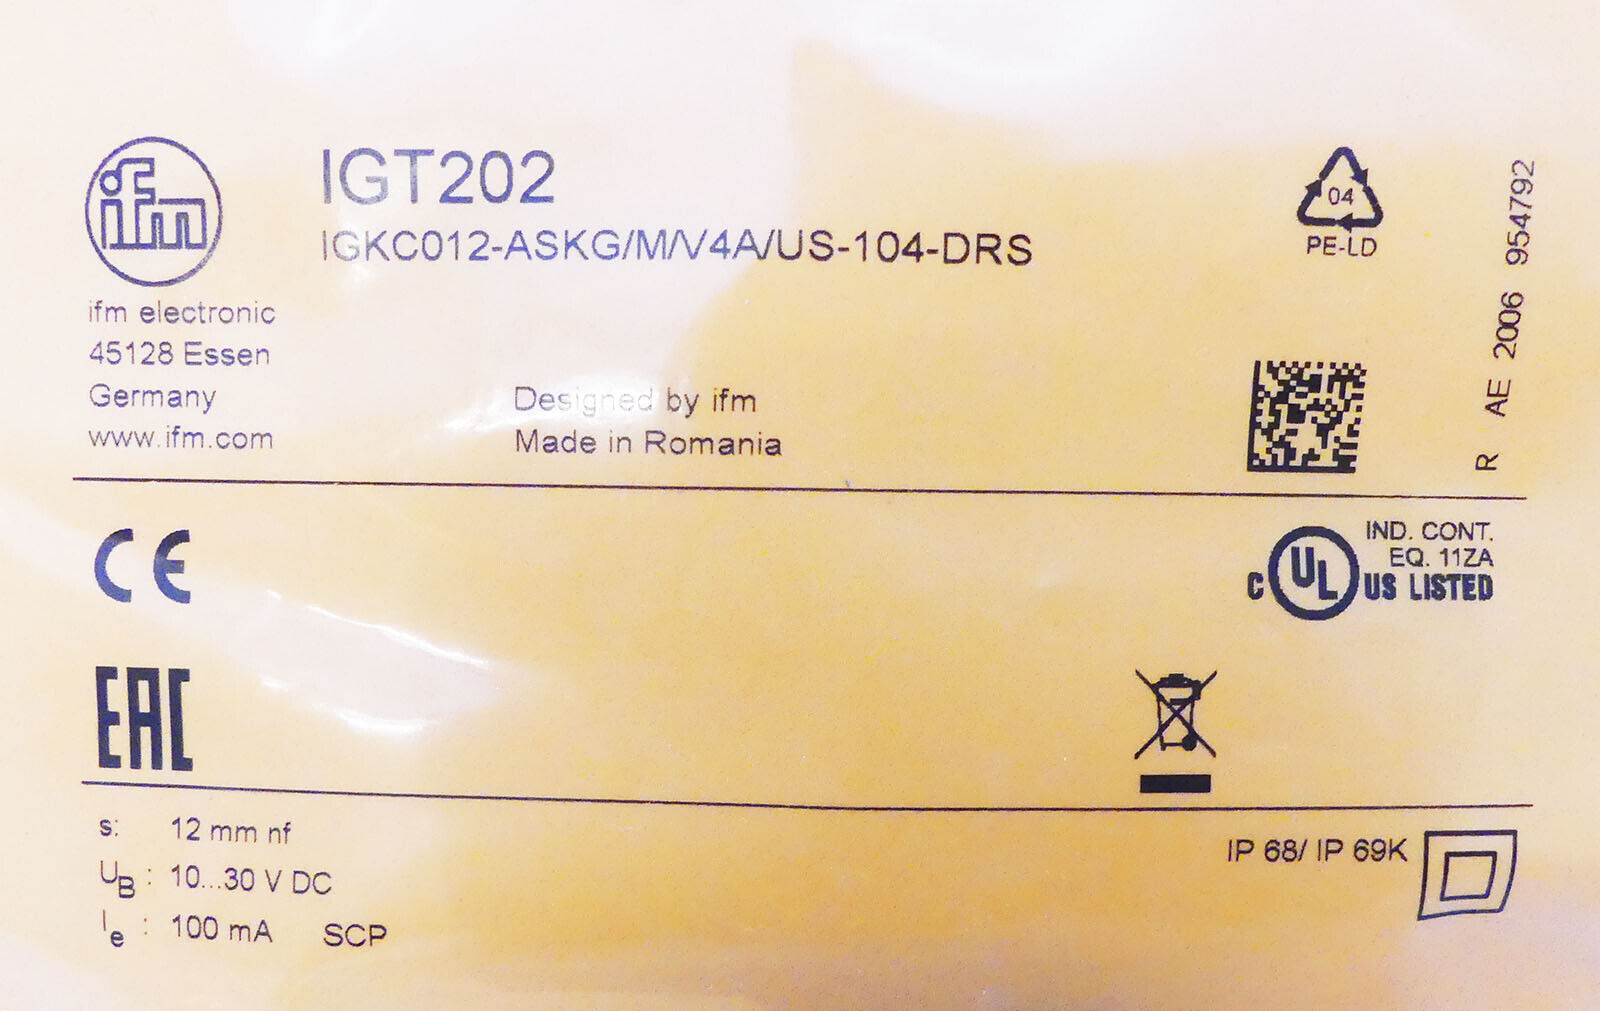 ifm
IGT202
IGKC012-ASKG/M/V4A/US-104-DRS
ifm electronic
45128 Essen
Germany
www.ifm.com
Designed by ifm
Made in Romania
04
PE-LD
R AE 2006 954792
CE
IND. CONT.
EQ. 11ZA
C UL US LISTED
EAC
s: 12 mm nf
UB : 10...30 V DC
Ie : 100 mA SCP
IP 68/ IP 69K